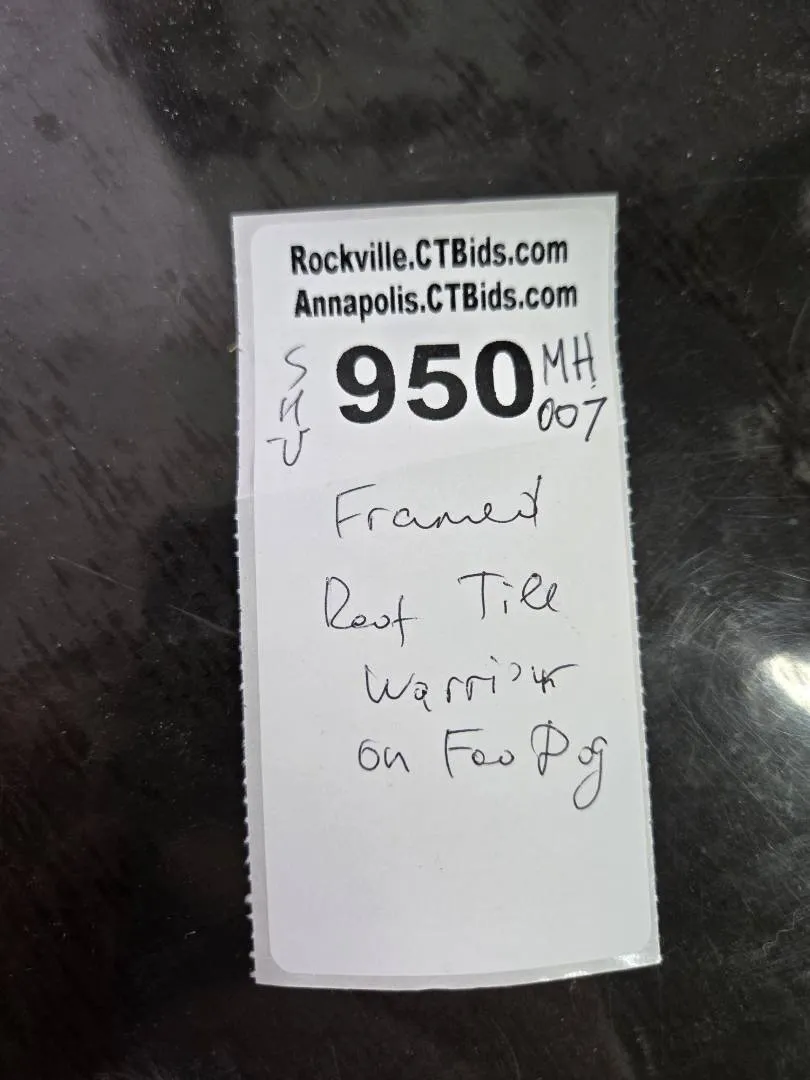 Rockville.CTBids.com
Annapolis.CTBids.com
S
H
U
950
MH
007
Framed
Roof Tile
Warrior
on Foo Dog